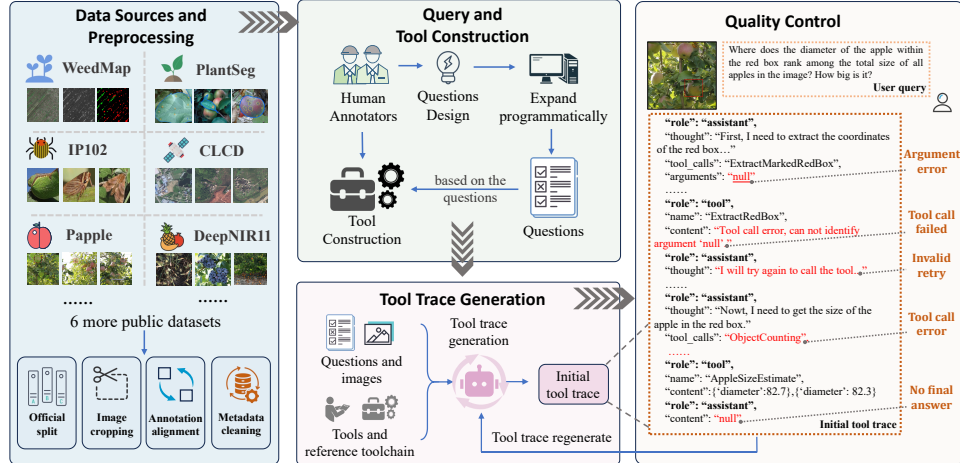 Data Sources and
Preprocessing
WeedMap
PlantSeg
IP102
CLCD
Papple
DeepNIR11
......
......
6 more public datasets
Official
split
Image
cropping
Annotation
alignment
Metadata
cleaning
Query and
Tool Construction
Human
Annotators
Questions
Design
Expand
programmatically
Tool
Construction
based on the
questions
Questions
Tool Trace Generation
Questions and
images
Tools and
reference toolchain
Tool trace
generation
Initial
tool trace
Tool trace regenerate
Quality Control
Where does the diameter of the apple within
the red box rank among the total size of all
apples in the image? How big is it?
User query
"role": "assistant",
"thought": "First, I need to extract the coordinates
of the red box…"
"tool_calls": "ExtractMarkedRedBox",
"arguments": "null"
......
"role": "tool",
"name": "ExtractRedBox",
"content": "Tool call error, can not identify
argument 'null'."
"role": "assistant",
"thought": "I will try again to call the tool…"
......
"role": "assistant",
"thought": "Nowt, I need to get the size of the
apple in the red box."
"tool_calls": "ObjectCounting"
......
"role": "tool",
"name": "AppleSizeEstimate",
"content":{'diameter':82.7},{'diameter': 82.3}
"role": "assistant",
"content": "null"
Initial tool trace
Argument
error
Tool call
failed
Invalid
retry
Tool call
error
No final
answer